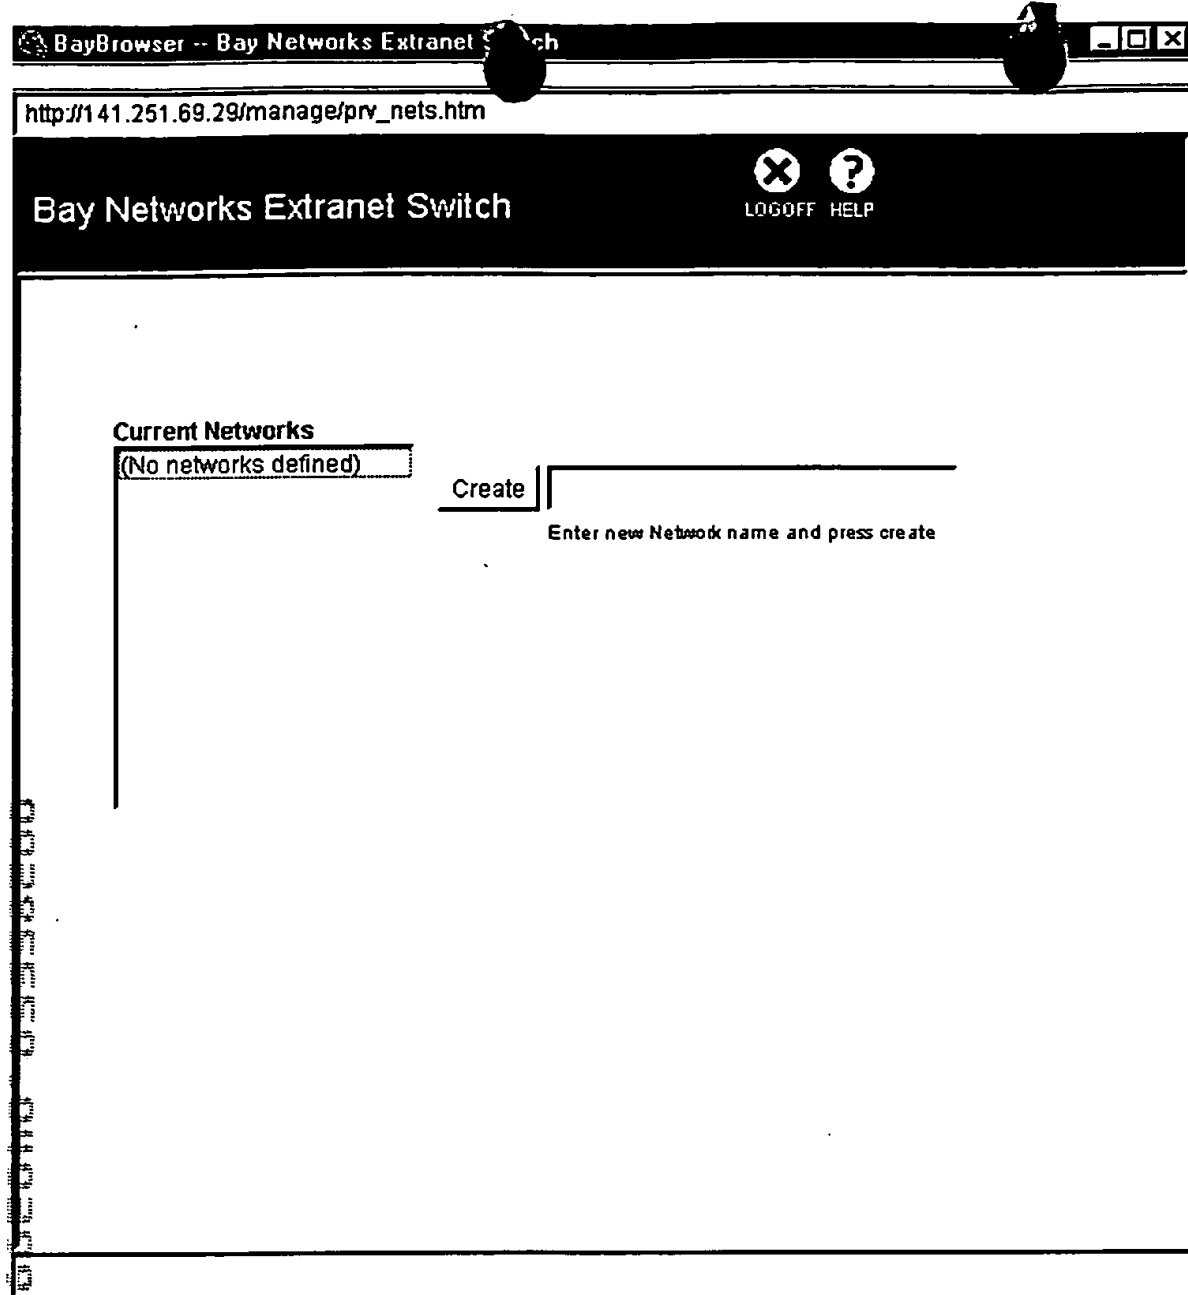 BayBrowser -- Bay Networks Extranet Switch
http://141.251.69.29/manage/prv_nets.htm
Bay Networks Extranet Switch
LOGOFF HELP
Current Networks
(No networks defined)
Create
Enter new Network name and press create